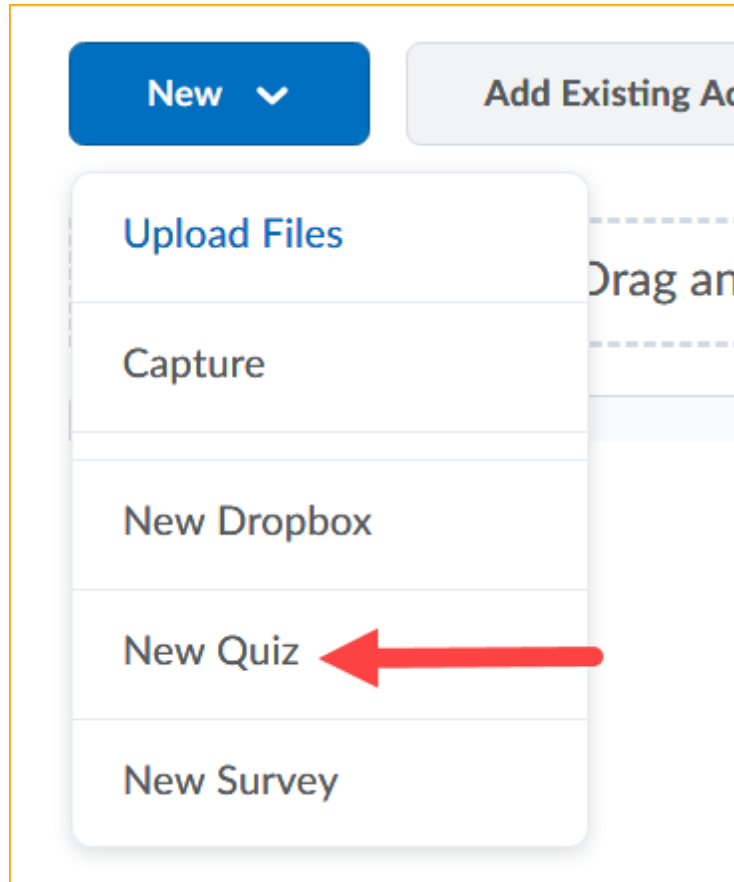 New
Add Existing Ac
Upload Files
Drag an
Capture
New Dropbox
New Quiz
New Survey